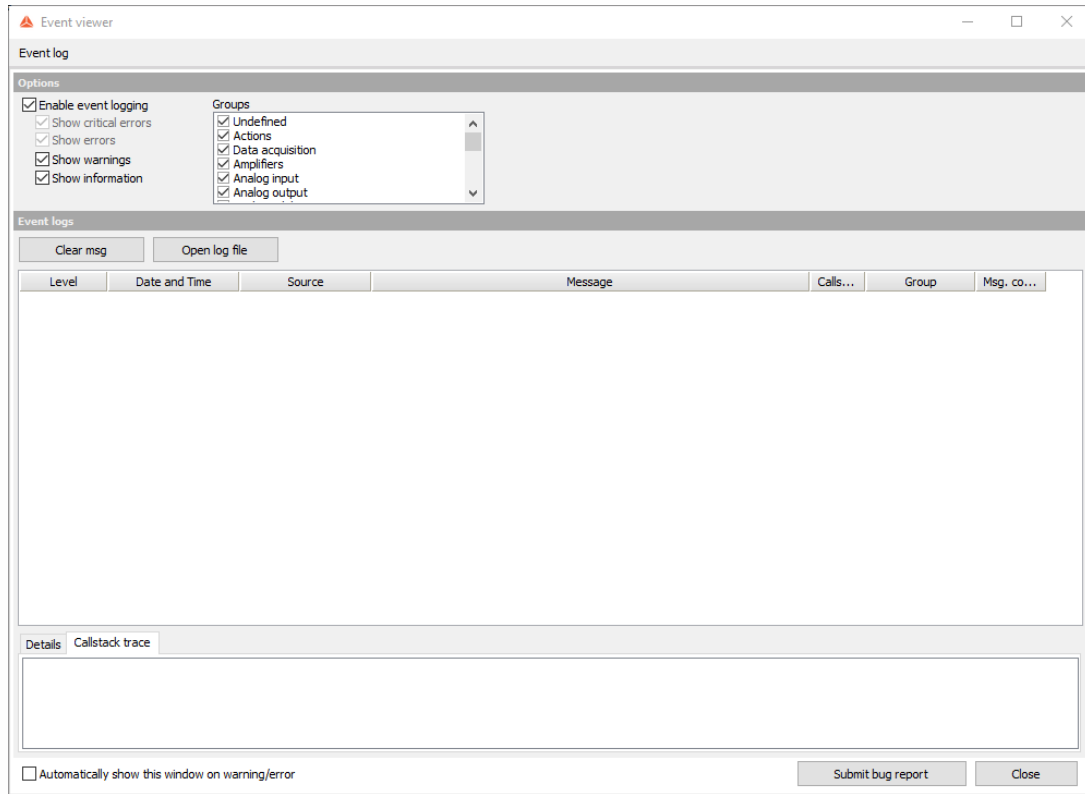 Event viewer
Event log
Options
Enable event logging
Groups
Show critical errors
Undefined
Show errors
Actions
Show warnings
Data acquisition
Show information
Amplifiers
Analog input
Analog output
Event logs
Clear msg Open log file
Level Date and Time Source Message Calls... Group Msg. co...
Details Callstack trace
Automatically show this window on warning/error Submit bug report Close